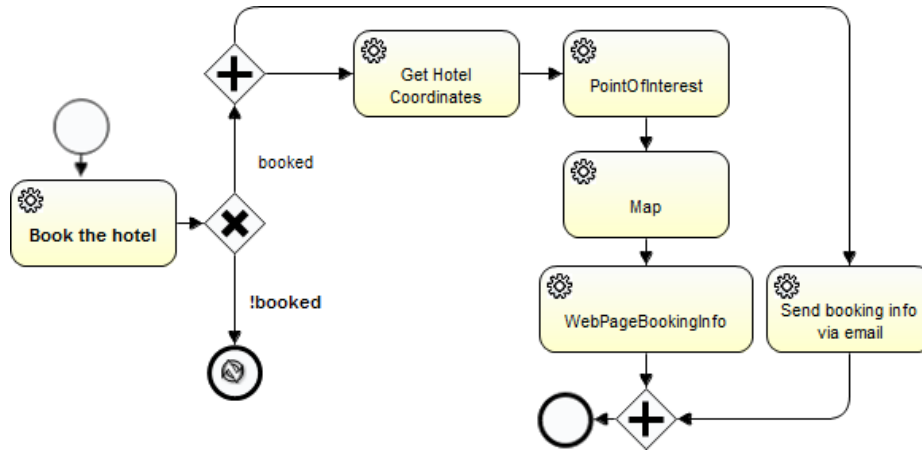 Get Hotel
Coordinates
PointOfInterest
booked
Map
Book the hotel
!booked
WebPageBookingInfo
Send booking info
via email